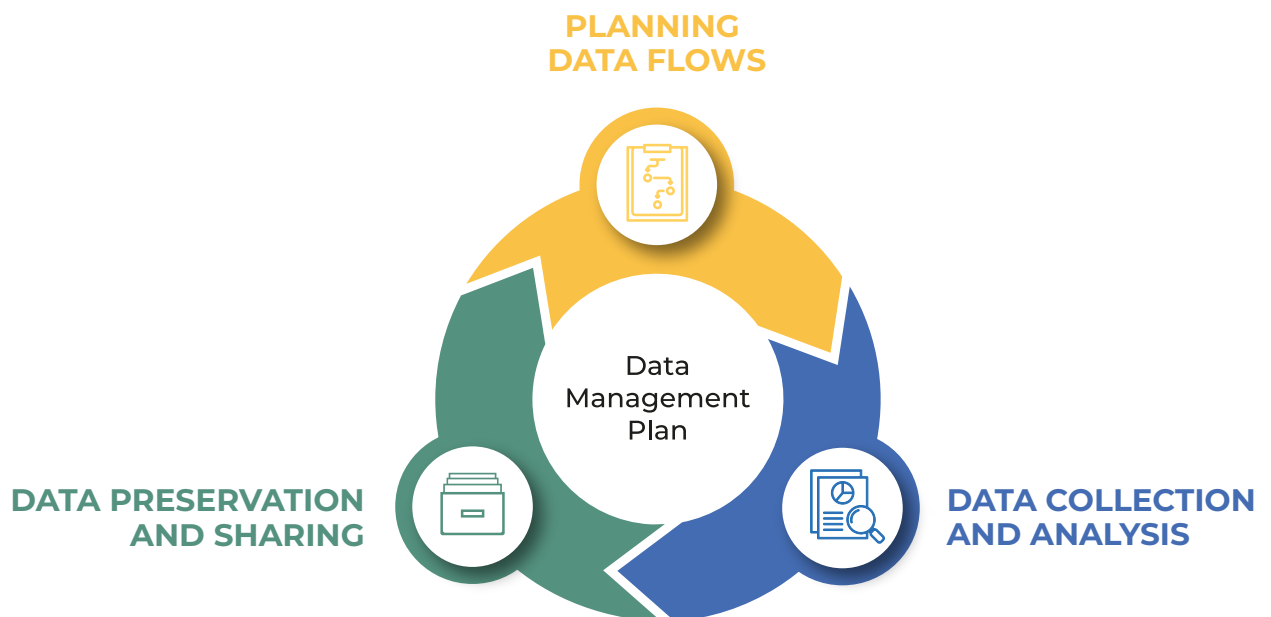 PLANNING
DATA FLOWS
Data
Management
Plan
DATA PRESERVATION
AND SHARING
DATA COLLECTION
AND ANALYSIS